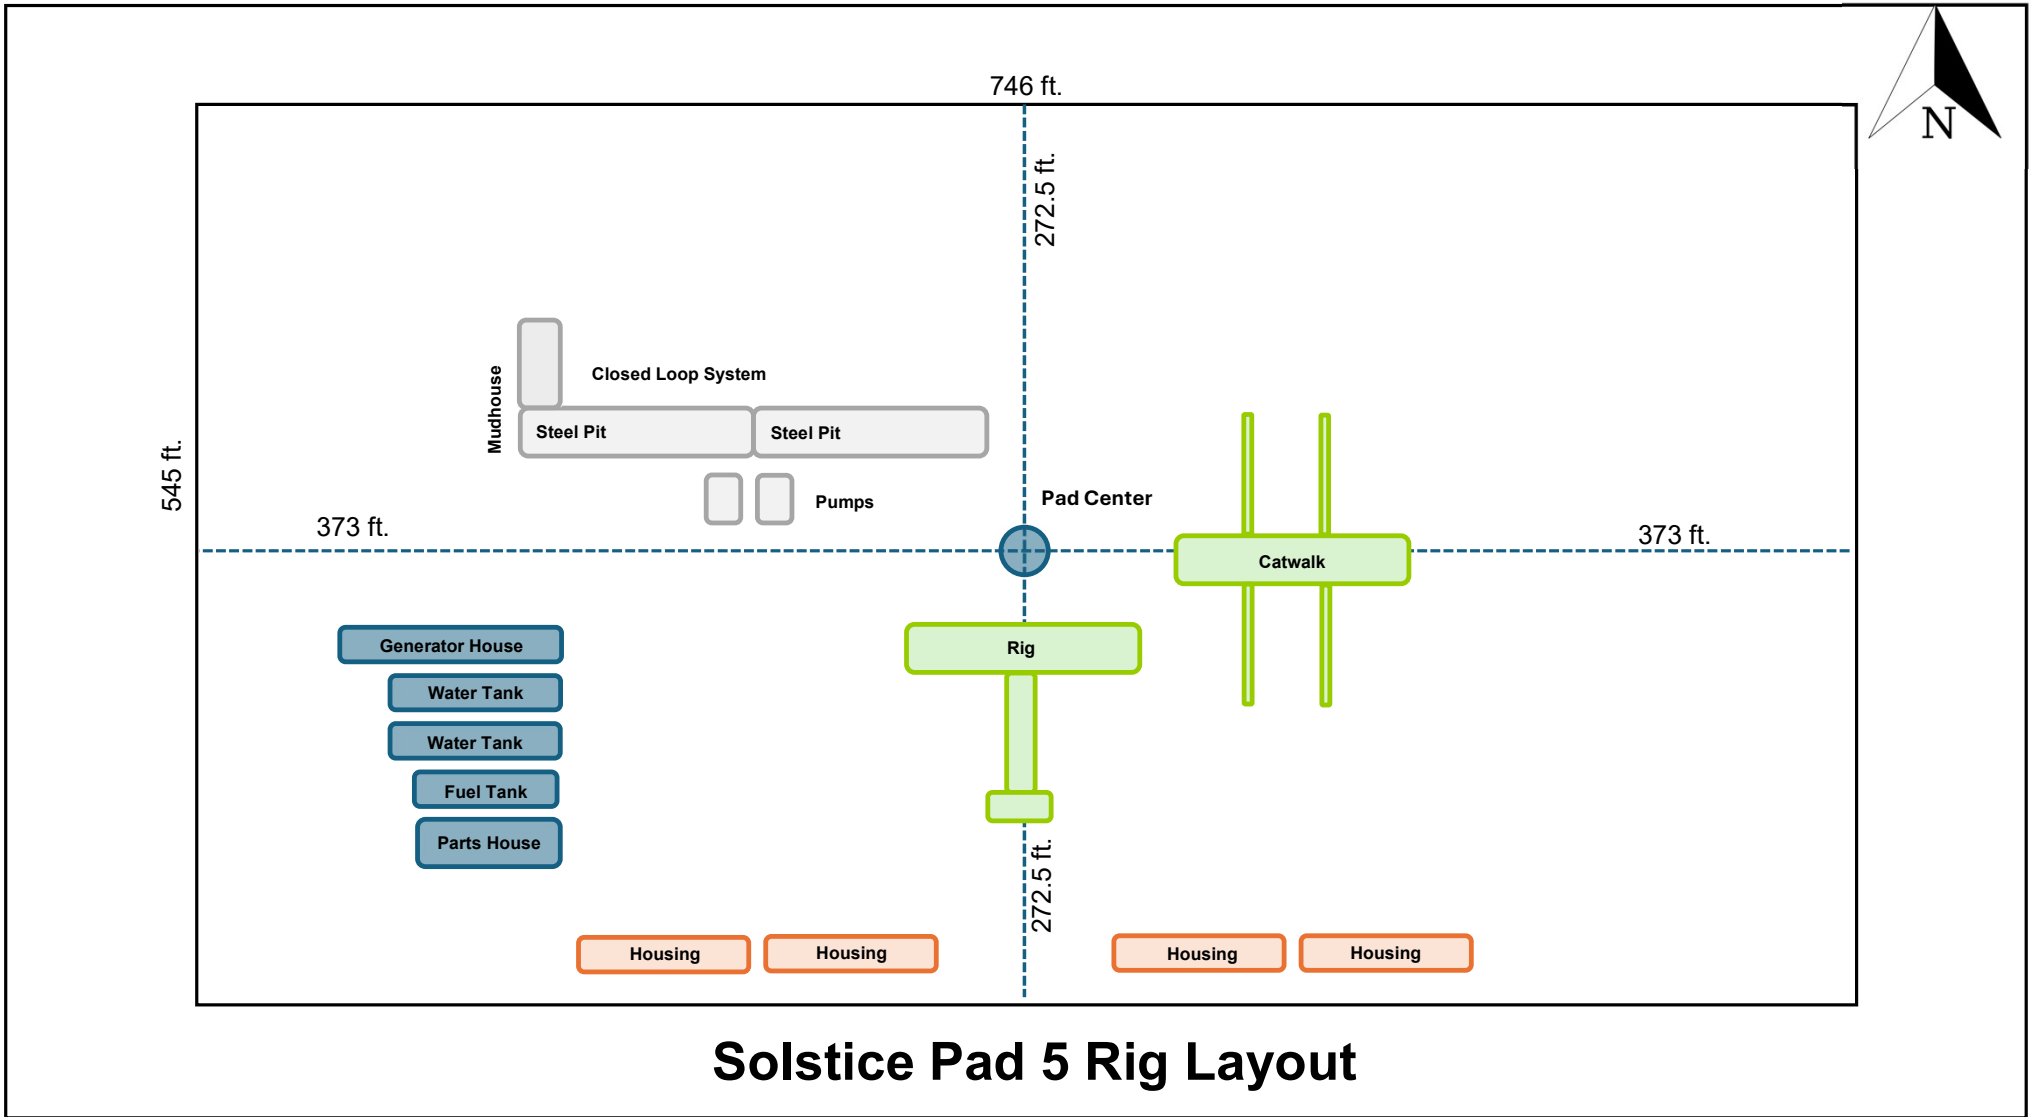 746 ft.
N
272.5 ft.
Mudhouse
Closed Loop System
Steel Pit
Steel Pit
545 ft.
Pumps
Pad Center
373 ft.
373 ft.
Catwalk
Generator House
Rig
Water Tank
Water Tank
Fuel Tank
Parts House
272.5 ft.
Housing
Housing
Housing
Housing
Solstice Pad 5 Rig Layout